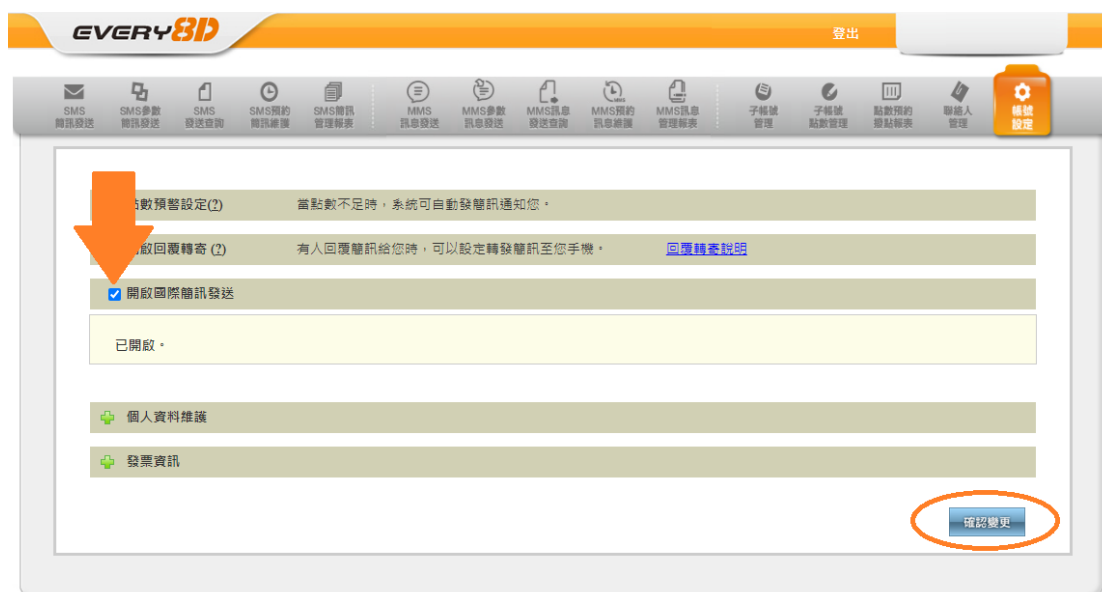 EVERY8D
登出
SMS
簡訊發送
SMS參數
簡訊發送
SMS
發送查詢
SMS預約
簡訊維護
SMS簡訊
管理報表
MMS
訊息發送
MMS參數
訊息發送
MMS訊息
發送查詢
MMS預約
訊息維護
MMS訊息
管理報表
子帳號
管理
子帳號
點數管理
點數預約
撥點報表
聯絡人
管理
帳號
設定
點數預警設定(?) 當點數不足時，系統可自動發簡訊通知您。
啟回覆轉寄 (?) 有人回覆簡訊給您時，可以設定轉發簡訊至您手機。 回覆轉寄說明
開啟國際簡訊發送
已開啟。
個人資料維護
發票資訊
確認變更